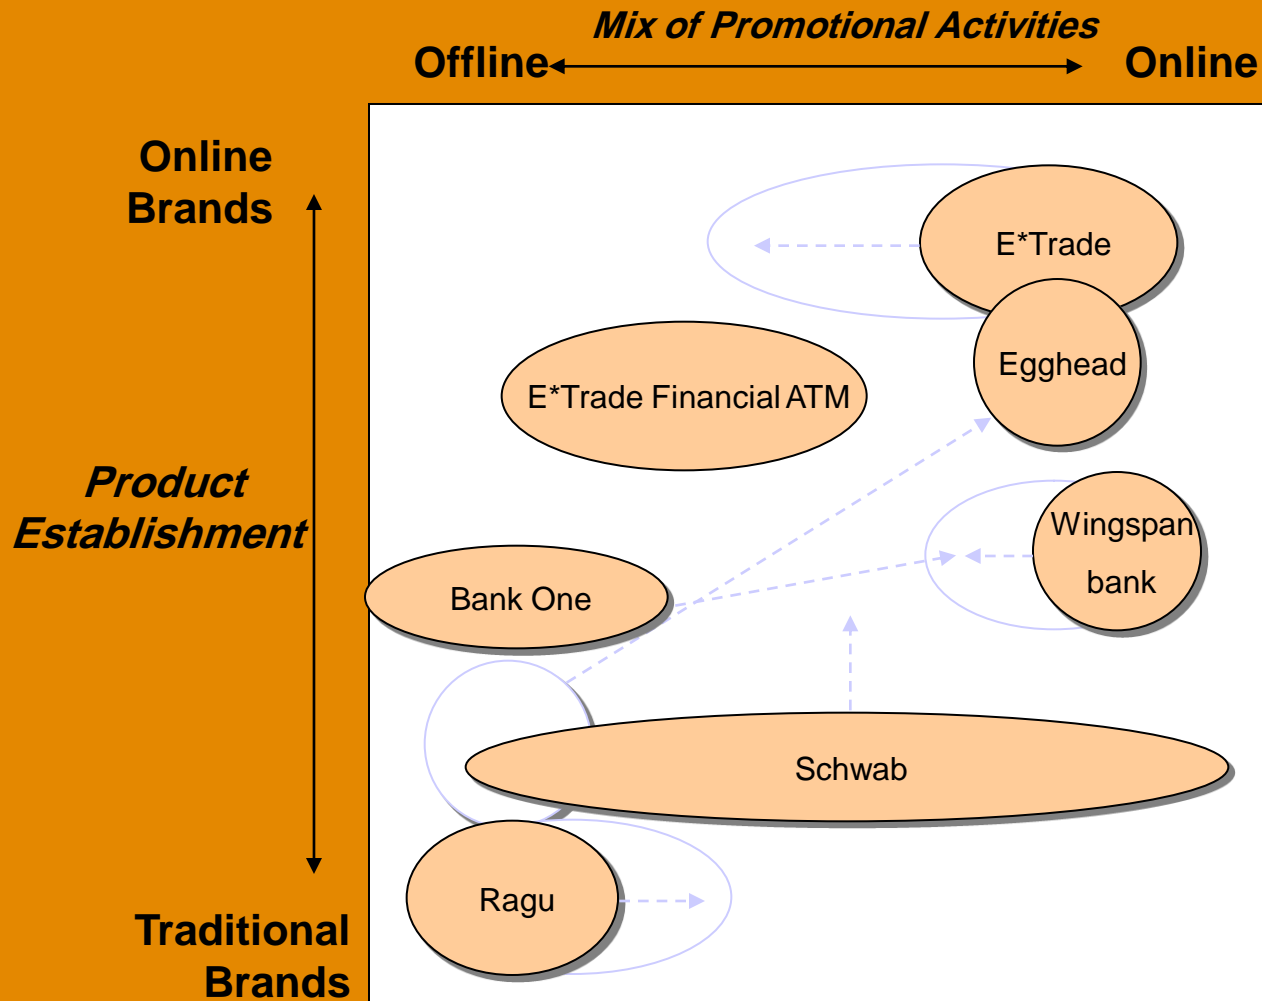 Mix of Promotional Activities
Offline
Online
Online
Brands
E*Trade
Egghead
E*Trade Financial ATM
Product
Establishment
Wingspan
bank
Bank One
Schwab
Ragu
Traditional
Brands